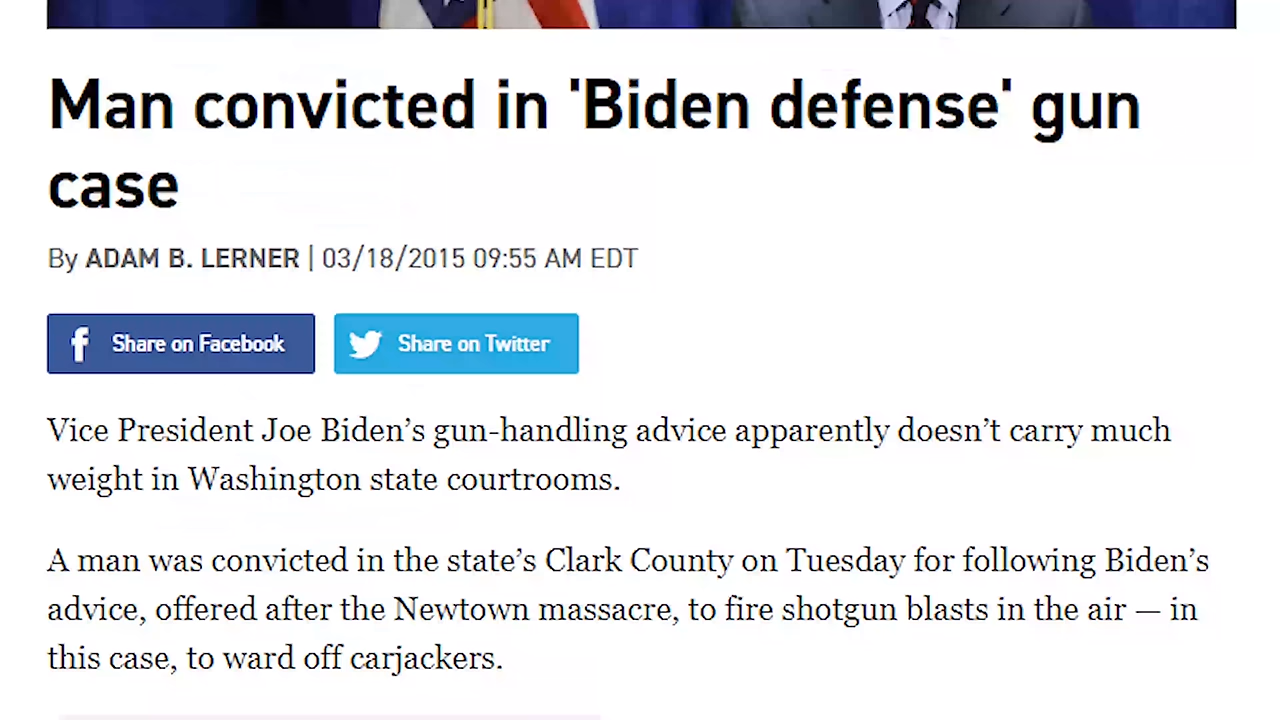 Man convicted in 'Biden defense' gun
case
By ADAM B. LERNER | 03/18/2015 09:55 AM EDT
Share on Facebook
Share on Twitter
Vice President Joe Biden’s gun-handling advice apparently doesn’t carry much
weight in Washington state courtrooms.
A man was convicted in the state’s Clark County on Tuesday for following Biden’s
advice, offered after the Newtown massacre, to fire shotgun blasts in the air — in
this case, to ward off carjackers.